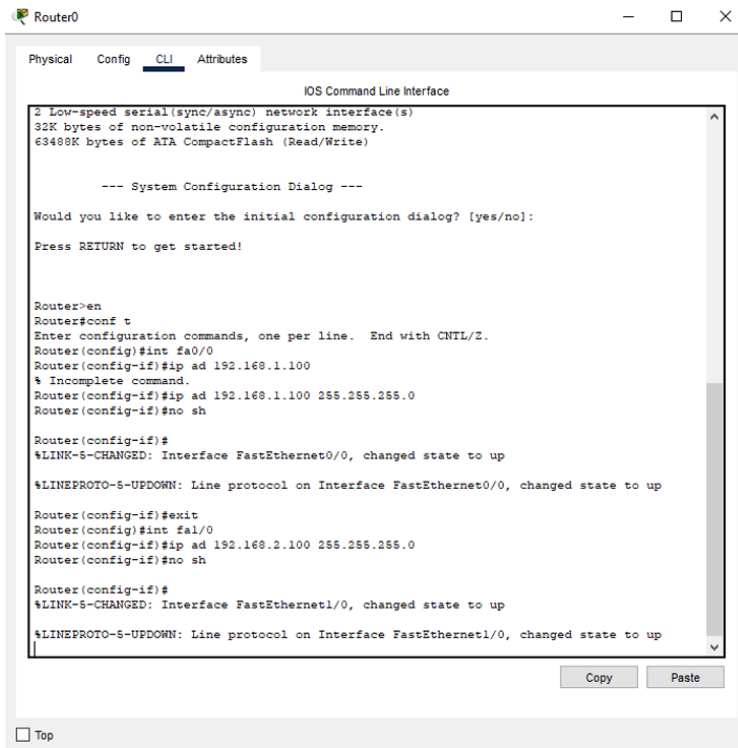 Router0
Physical Config CLI Attributes
IOS Command Line Interface
2 Low-speed serial(sync/async) network interface(s)
32K bytes of non-volatile configuration memory.
63488K bytes of ATA CompactFlash (Read/Write)
--- System Configuration Dialog ---
Would you like to enter the initial configuration dialog? [yes/no]:
Press RETURN to get started!
Router>en
Router#conf t
Enter configuration commands, one per line.  End with CNTL/Z.
Router(config)#int fa0/0
Router(config-if)#ip ad 192.168.1.100
% Incomplete command.
Router(config-if)#ip ad 192.168.1.100 255.255.255.0
Router(config-if)#no sh
Router(config-if)#
%LINK-5-CHANGED: Interface FastEthernet0/0, changed state to up
%LINEPROTO-5-UPDOWN: Line protocol on Interface FastEthernet0/0, changed state to up
Router(config-if)#exit
Router(config)#int fa1/0
Router(config-if)#ip ad 192.168.2.100 255.255.255.0
Router(config-if)#no sh
Router(config-if)#
%LINK-5-CHANGED: Interface FastEthernet1/0, changed state to up
%LINEPROTO-5-UPDOWN: Line protocol on Interface FastEthernet1/0, changed state to up
Copy Paste
Top